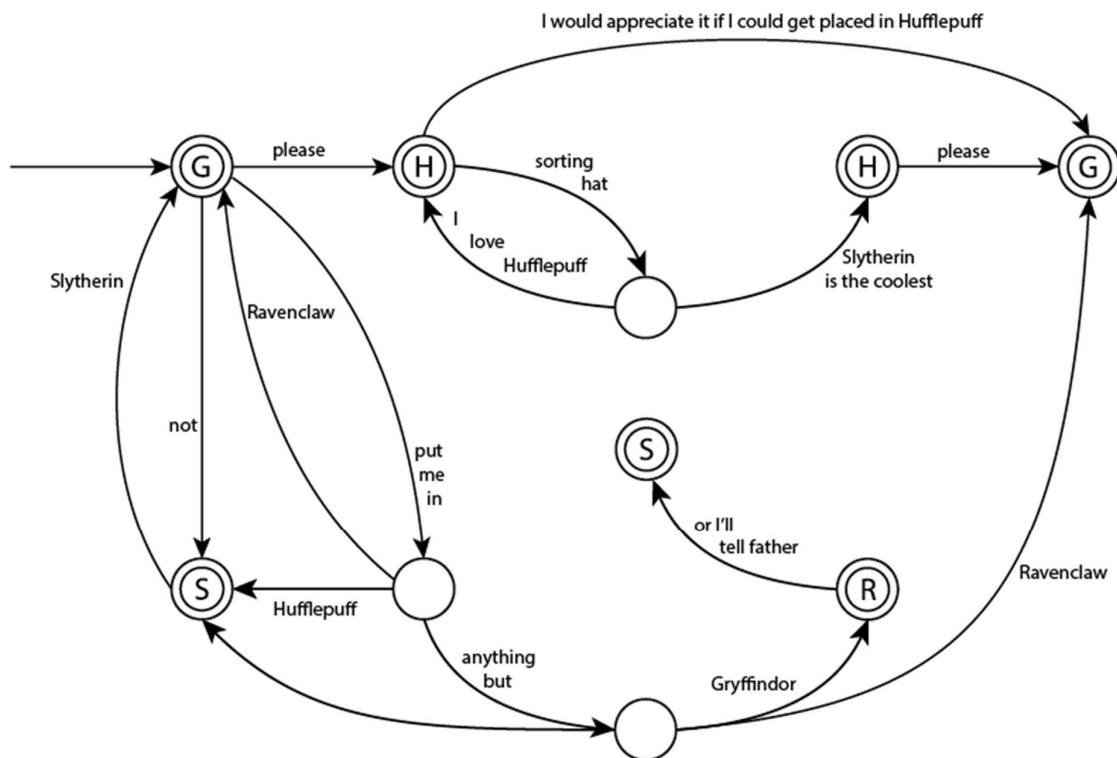 I would appreciate it if I could get placed in Hufflepuff
G
please
H
sorting
hat
H
please
G
I
love
Hufflepuff
Slytherin
is the coolest
Slytherin
Ravenclaw
not
put
me
in
S
or I'll
tell father
S
Hufflepuff
R
Ravenclaw
anything
but
Gryffindor